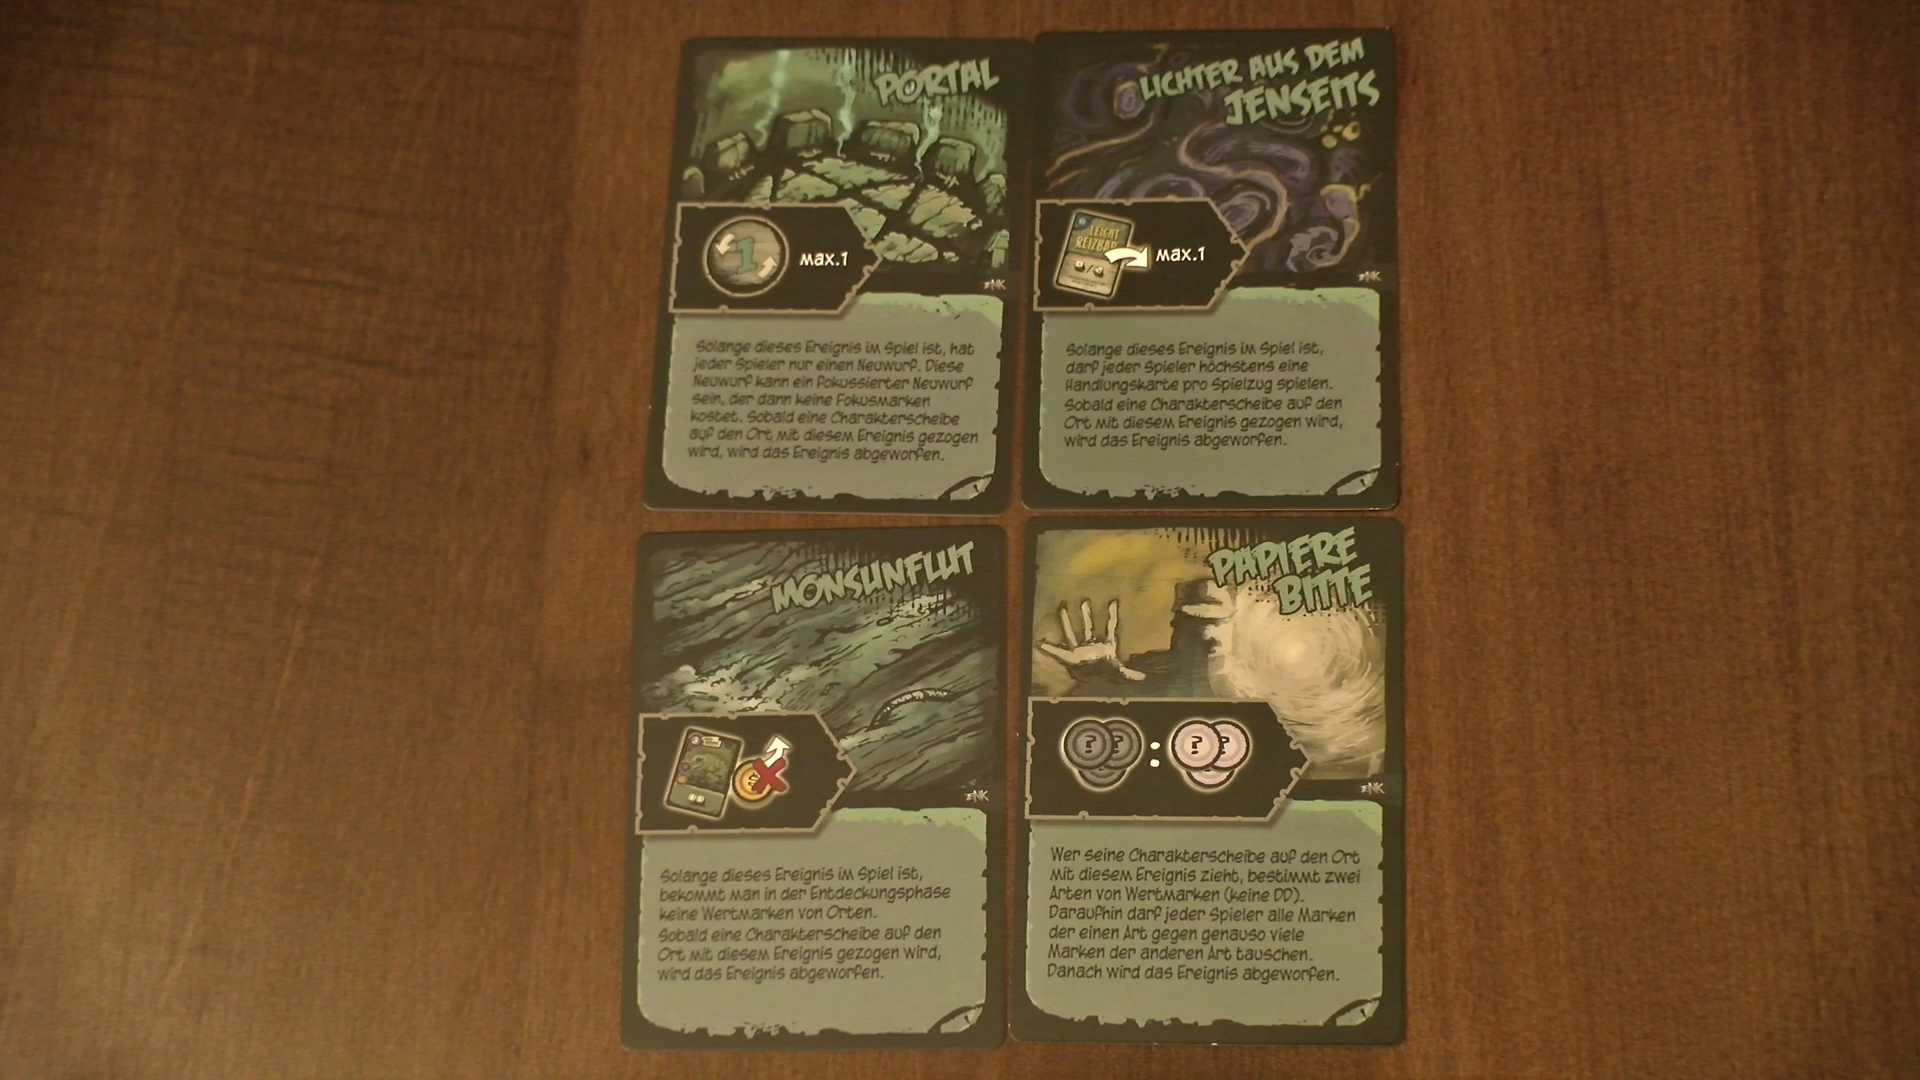 PORTAL
1
MAX.1
Solange dieses Ereignis im Spiel ist, hat
jeder Spieler nur einen Neuwurf. Diese
Neuwurf kann ein fokussierter Neuwurf
sein, der dann keine Fokusmarken
kostet. Sobald eine Charakterscheibe
auf den Ort mit diesem Ereignis gezogen
wird, wird das Ereignis abgeworfen.
LICHTER AUS DEM
JENSEITS
LEICHT
REIZBAR
MAX.1
Solange dieses Ereignis im Spiel ist,
darf jeder Spieler höchstens eine
Handlungskarte pro Spielzug spielen.
Sobald eine Charakterscheibe auf den
Ort mit diesem Ereignis gezogen wird,
wird das Ereignis abgeworfen.
MONSUNFLUT
3
Solange dieses Ereignis im Spiel ist,
bekommt man in der Entdeckungsphase
keine Wertmarken von Orten.
Sobald eine Charakterscheibe auf den
Ort mit diesem Ereignis gezogen wird,
wird das Ereignis abgeworfen.
PAPIERE
BITTE
? ? : ? ?
Wer seine Charakterscheibe auf den Ort
mit diesem Ereignis zieht, bestimmt zwei
Arten von Wertmarken (keine DD).
Daraufhin darf jeder Spieler alle Marken
der einen Art gegen genauso viele
Marken der anderen Art tauschen.
Danach wird das Ereignis abgeworfen.